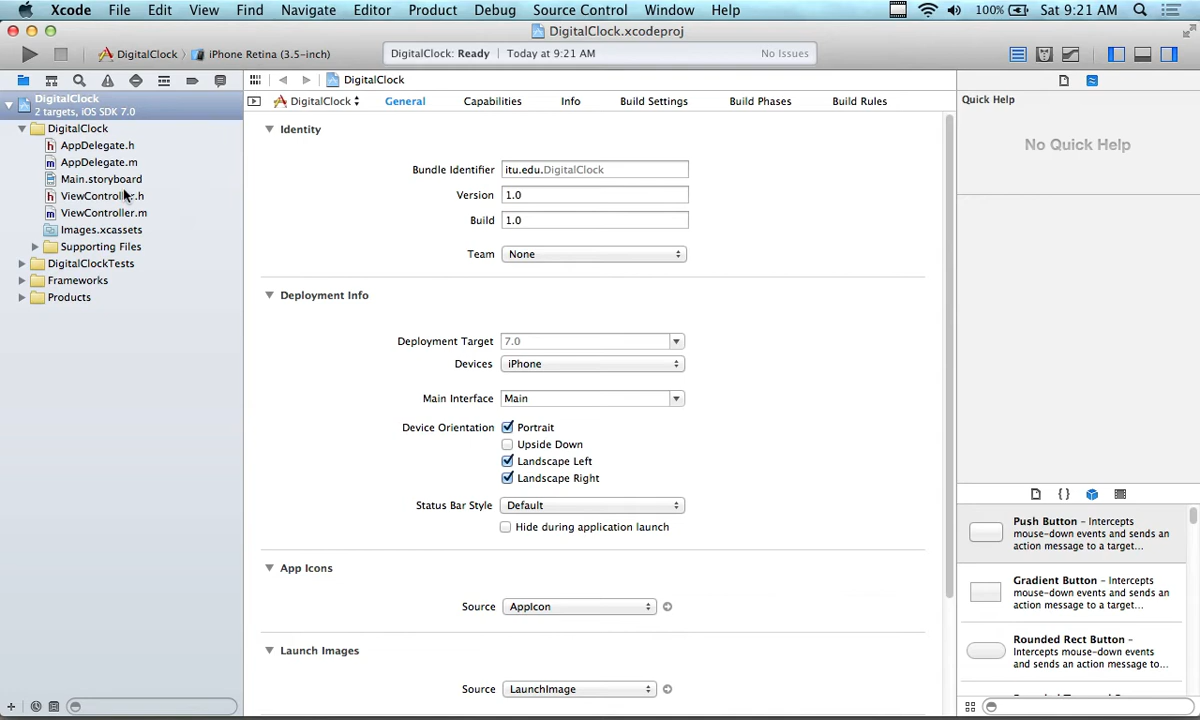 Xcode File Edit View Find Navigate Editor Product Debug Source Control Window Help 100% Sat 9:21 AM
DigitalClock.xcodeproj
DigitalClock iPhone Retina (3.5-inch) DigitalClock: Ready Today at 9:21 AM No Issues
DigitalClock
2 targets, iOS SDK 7.0
DigitalClock
AppDelegate.h
AppDelegate.m
Main.storyboard
ViewController.h
ViewController.m
Images.xcassets
Supporting Files
DigitalClockTests
Frameworks
Products
DigitalClock
DigitalClock General Capabilities Info Build Settings Build Phases Build Rules
Identity
Bundle Identifier itu.edu.DigitalClock
Version 1.0
Build 1.0
Team None
Deployment Info
Deployment Target 7.0
Devices iPhone
Main Interface Main
Device Orientation Portrait
Upside Down
Landscape Left
Landscape Right
Status Bar Style Default
Hide during application launch
App Icons
Source AppIcon
Launch Images
Source LaunchImage
Quick Help
No Quick Help
Push Button – Intercepts
mouse-down events and sends an
action message to a target...
Gradient Button – Intercepts
mouse-down events and sends an
action message to a target...
Rounded Rect Button –
Intercepts mouse-down events
and sends an action message to...